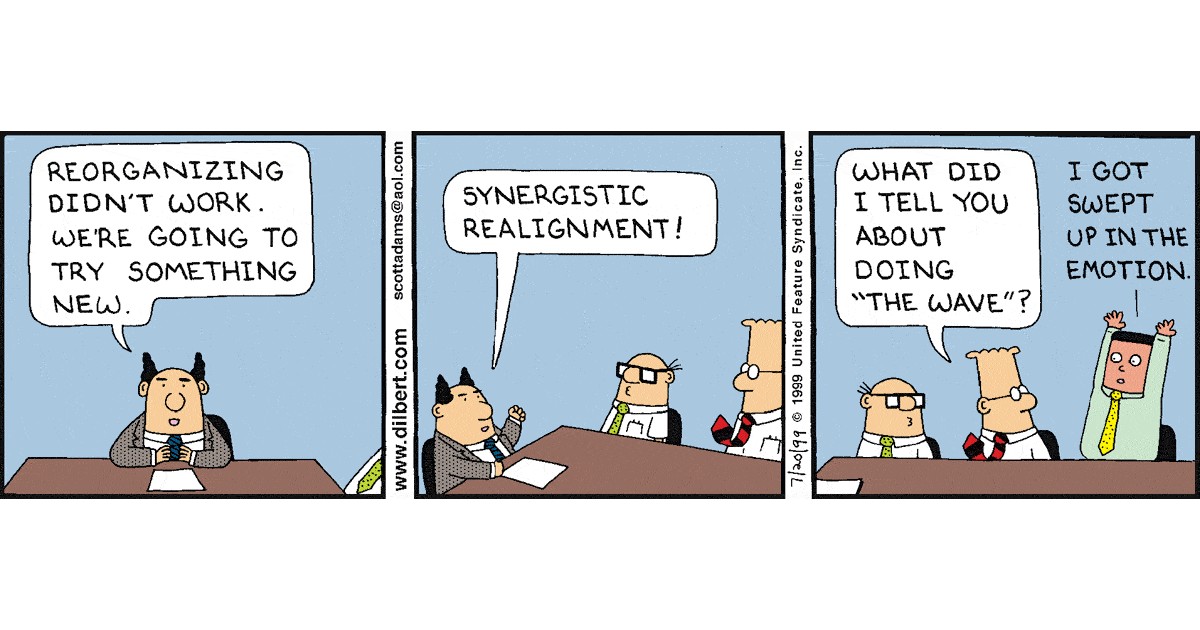 REORGANIZING
DIDN'T WORK.
WE'RE GOING TO
TRY SOMETHING
NEW.
www.dilbert.com scottadams@aol.com
SYNERGISTIC
REALIGNMENT!
7/20/99 © 1999 United Feature Syndicate, Inc.
WHAT DID
I TELL YOU
ABOUT
DOING
"THE WAVE"?
I GOT
SWEPT
UP IN THE
EMOTION.